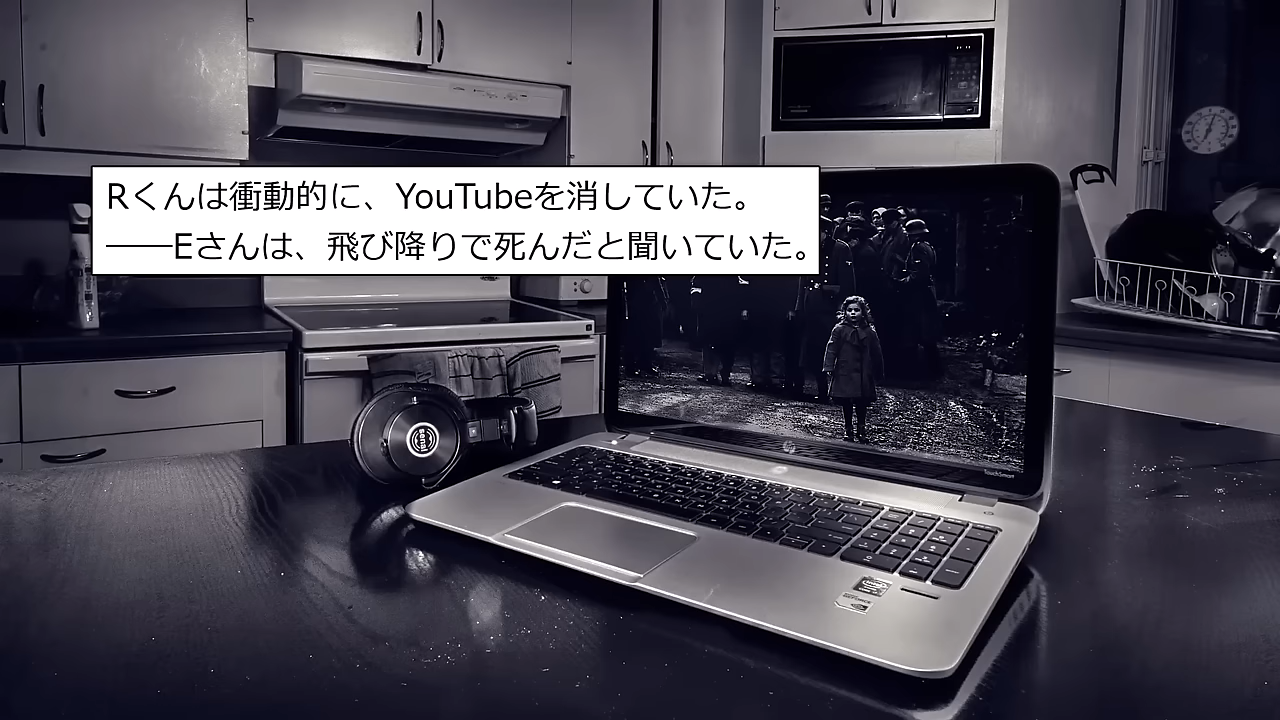 Rくんは衝動的に、YouTubeを消していた。
――Eさんは、飛び降りで死んだと聞いていた。
TouchSmart